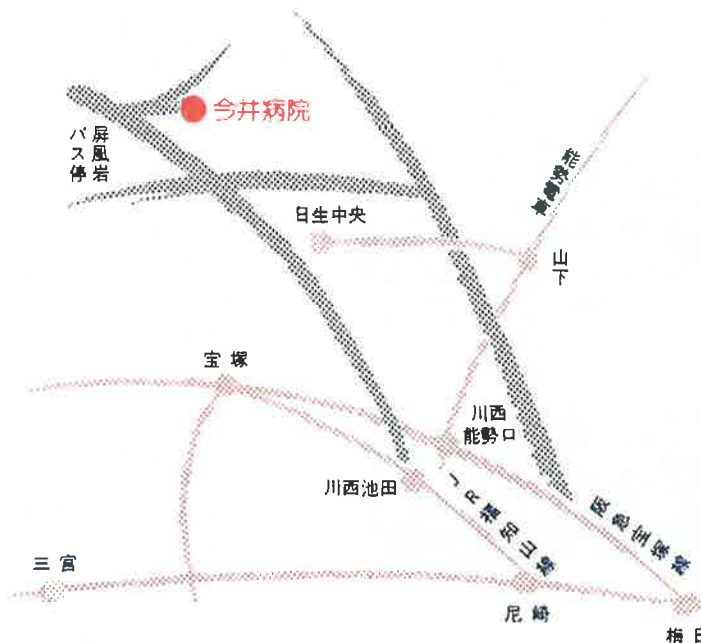 今井病院
屏風岩
バス停
日生中央
能勢電車
山下
宝塚
川西
能勢口
川西池田
JR福知山線
阪急宝塚線
三宮
尼崎
梅田